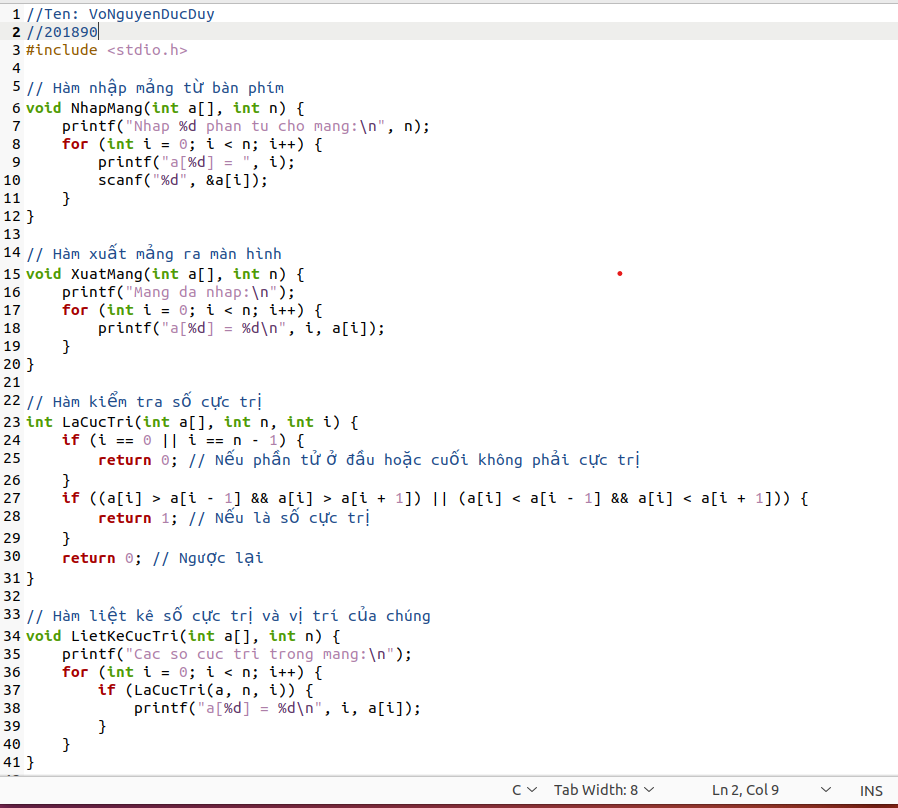 1 //Ten: VoNguyenDucDuy
2 //201890
3 #include <stdio.h>
4
5 // Hàm nhập mảng từ bàn phím
6 void NhapMang(int a[], int n) {
7     printf("Nhap %d phan tu cho mang:\n", n);
8     for (int i = 0; i < n; i++) {
9         printf("a[%d] = ", i);
10         scanf("%d", &a[i]);
11     }
12 }
13
14 // Hàm xuất mảng ra màn hình
15 void XuatMang(int a[], int n) {
16     printf("Mang da nhap:\n");
17     for (int i = 0; i < n; i++) {
18         printf("a[%d] = %d\n", i, a[i]);
19     }
20 }
21
22 // Hàm kiểm tra số cực trị
23 int LaCucTri(int a[], int n, int i) {
24     if (i == 0 || i == n - 1) {
25         return 0; // Nếu phần tử ở đầu hoặc cuối không phải cực trị
26     }
27     if ((a[i] > a[i - 1] && a[i] > a[i + 1]) || (a[i] < a[i - 1] && a[i] < a[i + 1])) {
28         return 1; // Nếu là số cực trị
29     }
30     return 0; // Ngược lại
31 }
32
33 // Hàm liệt kê số cực trị và vị trí của chúng
34 void LietKeCucTri(int a[], int n) {
35     printf("Cac so cuc tri trong mang:\n");
36     for (int i = 0; i < n; i++) {
37         if (LaCucTri(a, n, i)) {
38             printf("a[%d] = %d\n", i, a[i]);
39         }
40     }
41 }
C Tab Width: 8 Ln 2, Col 9 INS